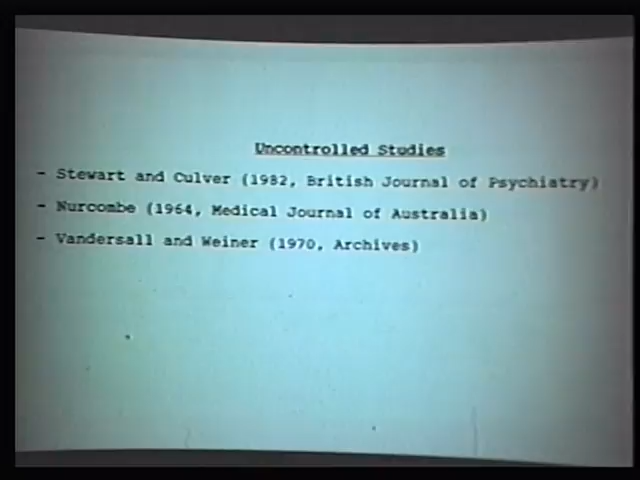 Uncontrolled Studies
- Stewart and Culver (1982, British Journal of Psychiatry)
- Nurcombe (1964, Medical Journal of Australia)
- Vandersall and Weiner (1970, Archives)